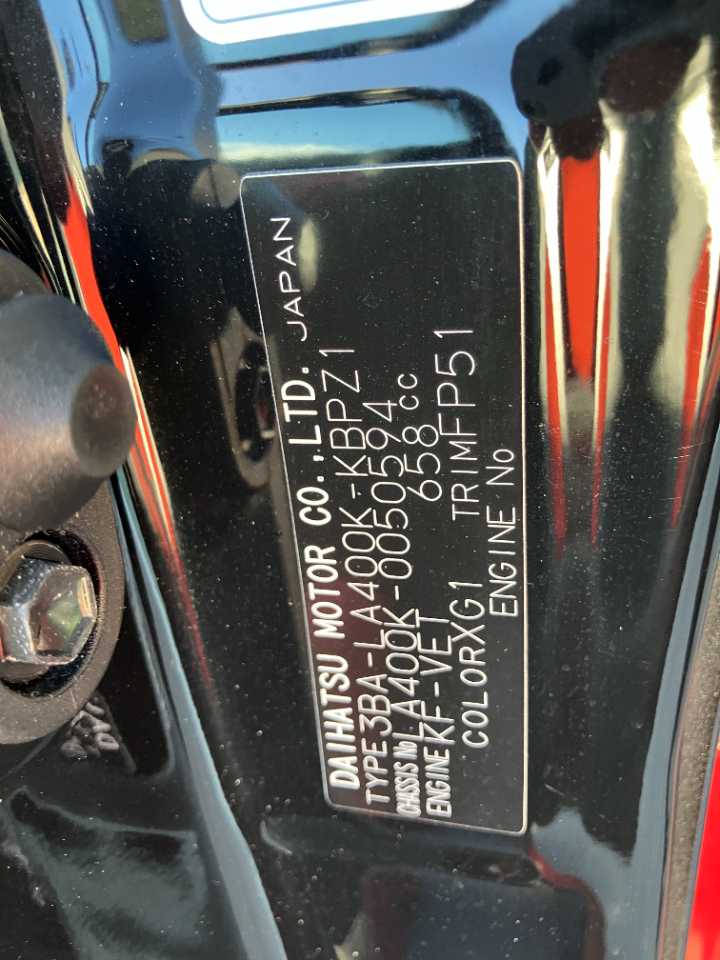 DAIHATSU MOTOR CO.,LTD. JAPAN
TYPE 3BA-LA400K-KBPZ1
CHASSIS No LA400K-0050594
ENGINE KF-VET 658 cc
COLOR XG1 TRIM FP51
ENGINE No